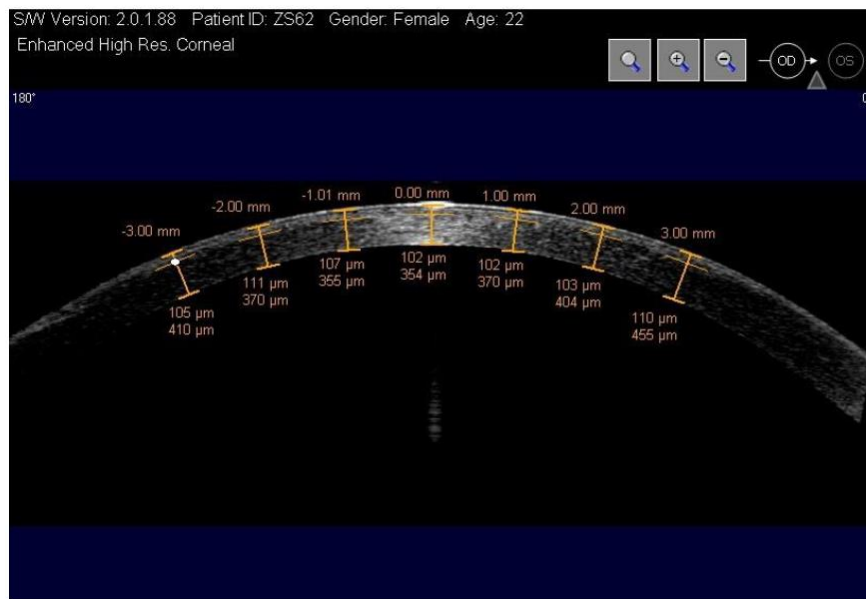 S/W Version: 2.0.1.88 Patient ID: ZS62 Gender: Female Age: 22
Enhanced High Res. Corneal
OD
OS
180°
0
-3.00 mm
-2.00 mm
-1.01 mm
0.00 mm
1.00 mm
2.00 mm
3.00 mm
105 µm
410 µm
111 µm
370 µm
107 µm
355 µm
102 µm
354 µm
102 µm
370 µm
103 µm
404 µm
110 µm
455 µm